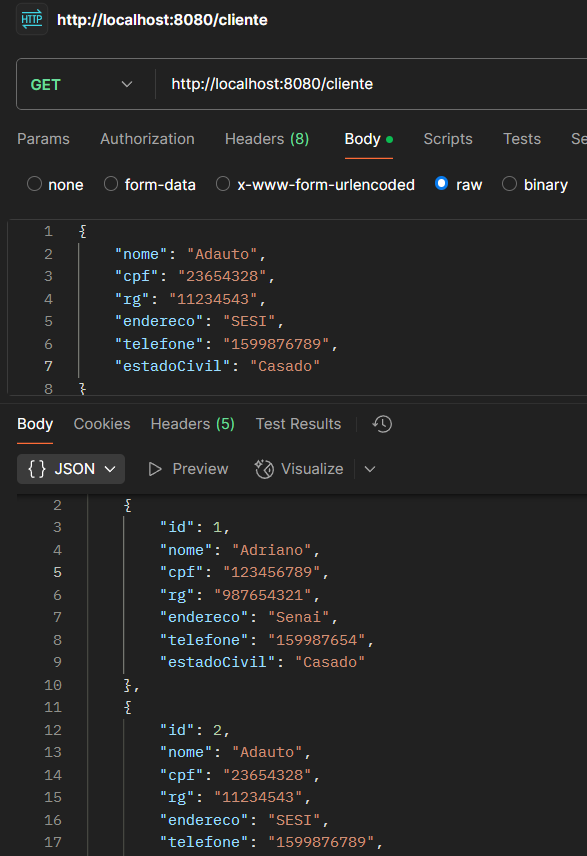 HTTP http://localhost:8080/cliente
GET http://localhost:8080/cliente
Params Authorization Headers (8) Body Scripts Tests Se
none form-data x-www-form-urlencoded raw binary
1 {
2 "nome": "Adauto",
3 "cpf": "23654328",
4 "rg": "11234543",
5 "endereco": "SESI",
6 "telefone": "1599876789",
7 "estadoCivil": "Casado"
8 }
Body Cookies Headers (5) Test Results
{} JSON Preview Visualize
2 {
3 "id": 1,
4 "nome": "Adriano",
5 "cpf": "123456789",
6 "rg": "987654321",
7 "endereco": "Senai",
8 "telefone": "159987654",
9 "estadoCivil": "Casado"
10 },
11 {
12 "id": 2,
13 "nome": "Adauto",
14 "cpf": "23654328",
15 "rg": "11234543",
16 "endereco": "SESI",
17 "telefone": "1599876789",